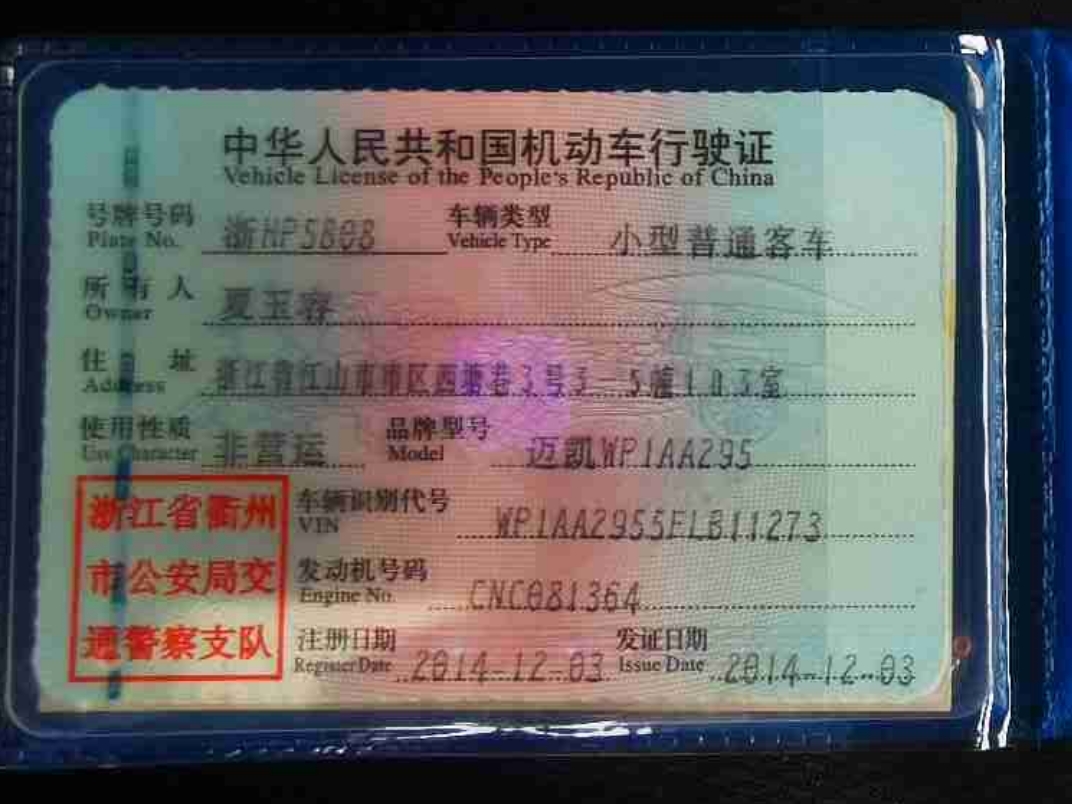 中华人民共和国机动车行驶证
Vehicle License of the People's Republic of China
号牌号码 浙HP5808 车辆类型 小型普通客车
Plate No. Vehicle Type
所有人 夏玉容
Owner
住址 浙江省江山市 区西塘巷3号3-5幢103室
Address
使用性质 非营运 品牌型号 迈凯WP1AA295
Use Character Model
浙江省衢州 车辆识别代号 WP1AA2955FLB11273
VIN
市公安局交 发动机号码 CNC081364
Engine No.
通警察支队 注册日期 2014-12-03 发证日期 2014-12-03
Register Date Issue Date